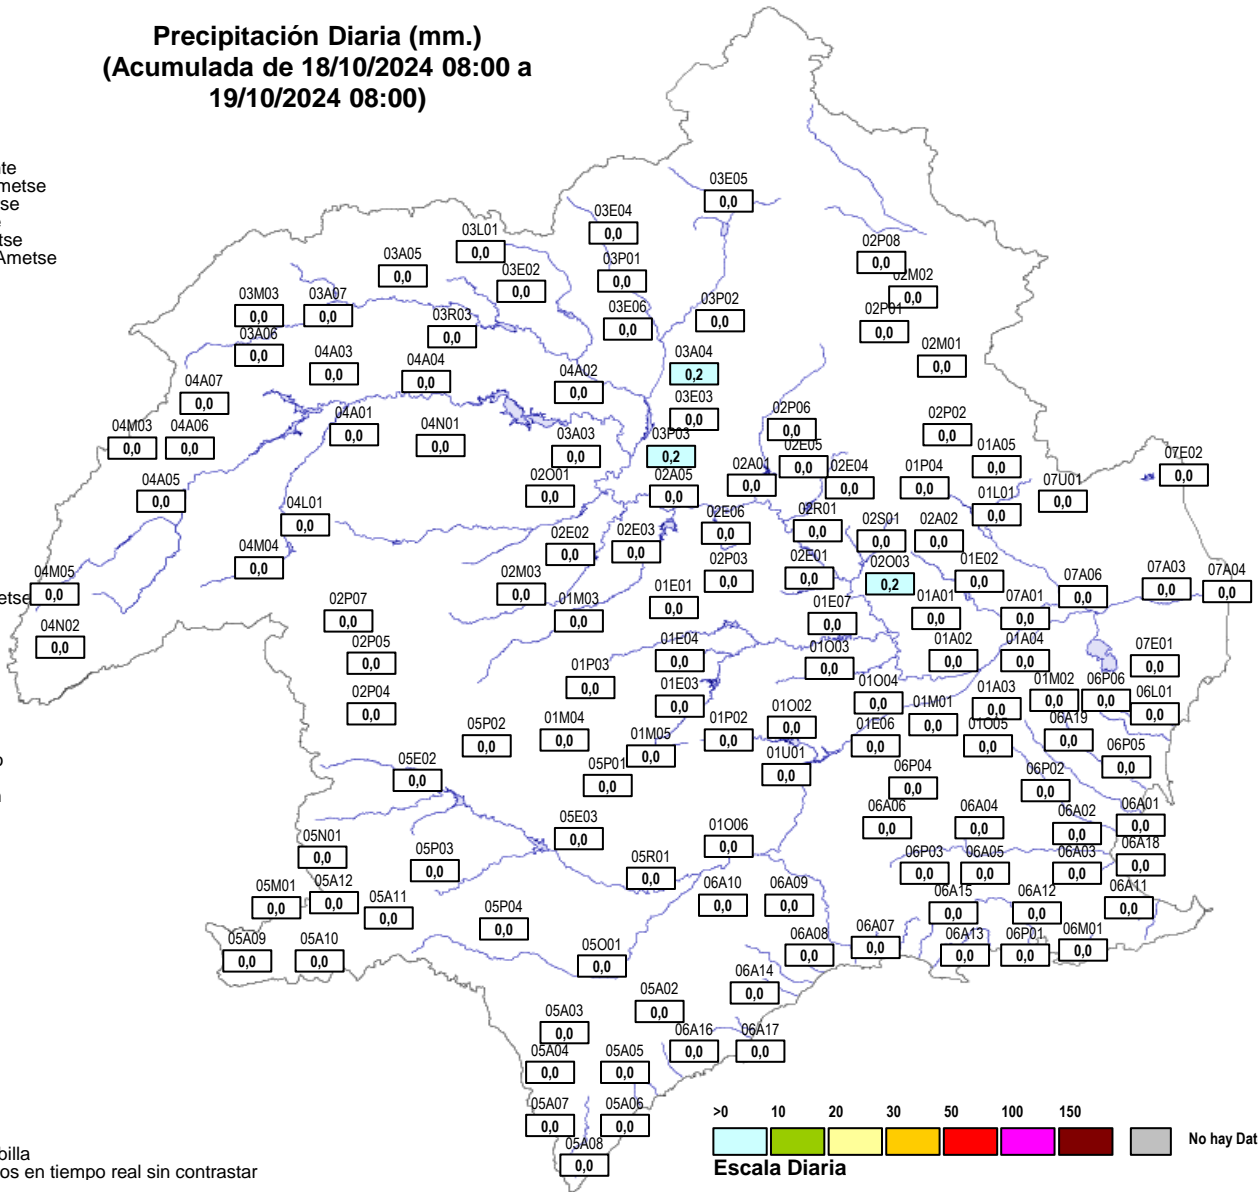 Precipitación Diaria (mm.)
(Acumulada de 18/10/2024 08:00 a
19/10/2024 08:00)
03E05
0,0
03E04
0,0
03L01
0,0
02P08
0,0
03A05
0,0
03P01
0,0
03E02
0,0
02M02
0,0
03M03
0,0
03A07
0,0
03P02
0,0
03E06
0,0
02P01
0,0
03R03
0,0
03A06
0,0
02M01
0,0
04A03
0,0
03A04
0,2
04A04
0,0
04A02
0,0
04A07
0,0
03E03
0,0
02P06
0,0
04A01
0,0
02P02
0,0
04M03
0,0
04A06
0,0
04N01
0,0
03A03
0,0
03P03
0,2
02E05
0,0
01A05
0,0
07E02
0,0
02A01
0,0
02E04
0,0
01P04
0,0
02O01
0,0
02A05
0,0
07U01
0,0
04A05
0,0
01L01
0,0
04L01
0,0
02E06
0,0
02R01
0,0
02S01
0,0
02A02
0,0
02E02
0,0
02E03
0,0
04M04
0,0
02P03
0,0
02E01
0,0
02O03
0,2
01E02
0,0
07A03
0,0
07A04
0,0
04M05
0,0
etse
02M03
0,0
07A06
0,0
01E01
0,0
01M03
0,0
02P07
0,0
01E07
0,0
01A01
0,0
07A01
0,0
04N02
0,0
02P05
0,0
01E04
0,0
01O03
0,0
01A02
0,0
01A04
0,0
07E01
0,0
01P03
0,0
01E03
0,0
01O04
0,0
01M02
0,0
06P06
0,0
02P04
0,0
01A03
0,0
06L01
0,0
01O02
0,0
01M01
0,0
05P02
0,0
01M04
0,0
01P02
0,0
01E06
0,0
01O05
0,0
06A19
0,0
01M05
0,0
06P05
0,0
01U01
0,0
05E02
0,0
05P01
0,0
06P04
0,0
06P02
0,0
06A06
0,0
06A04
0,0
06A02
0,0
06A01
0,0
05E03
0,0
01O06
0,0
05N01
0,0
05P03
0,0
05R01
0,0
06P03
0,0
06A05
0,0
06A03
0,0
06A18
0,0
05M01
0,0
05A12
0,0
05A11
0,0
06A10
0,0
06A09
0,0
06A15
0,0
06A12
0,0
06A11
0,0
05P04
0,0
05A09
0,0
05A10
0,0
05O01
0,0
06A08
0,0
06A07
0,0
06A13
0,0
06P01
0,0
06M01
0,0
06A14
0,0
05A02
0,0
05A03
0,0
06A16
0,0
06A17
0,0
05A04
0,0
05A05
0,0
05A07
0,0
05A06
0,0
05A08
0,0
>0 10 20 30 50 100 150
No hay Dat
Escala Diaria
billa
os en tiempo real sin contrastar